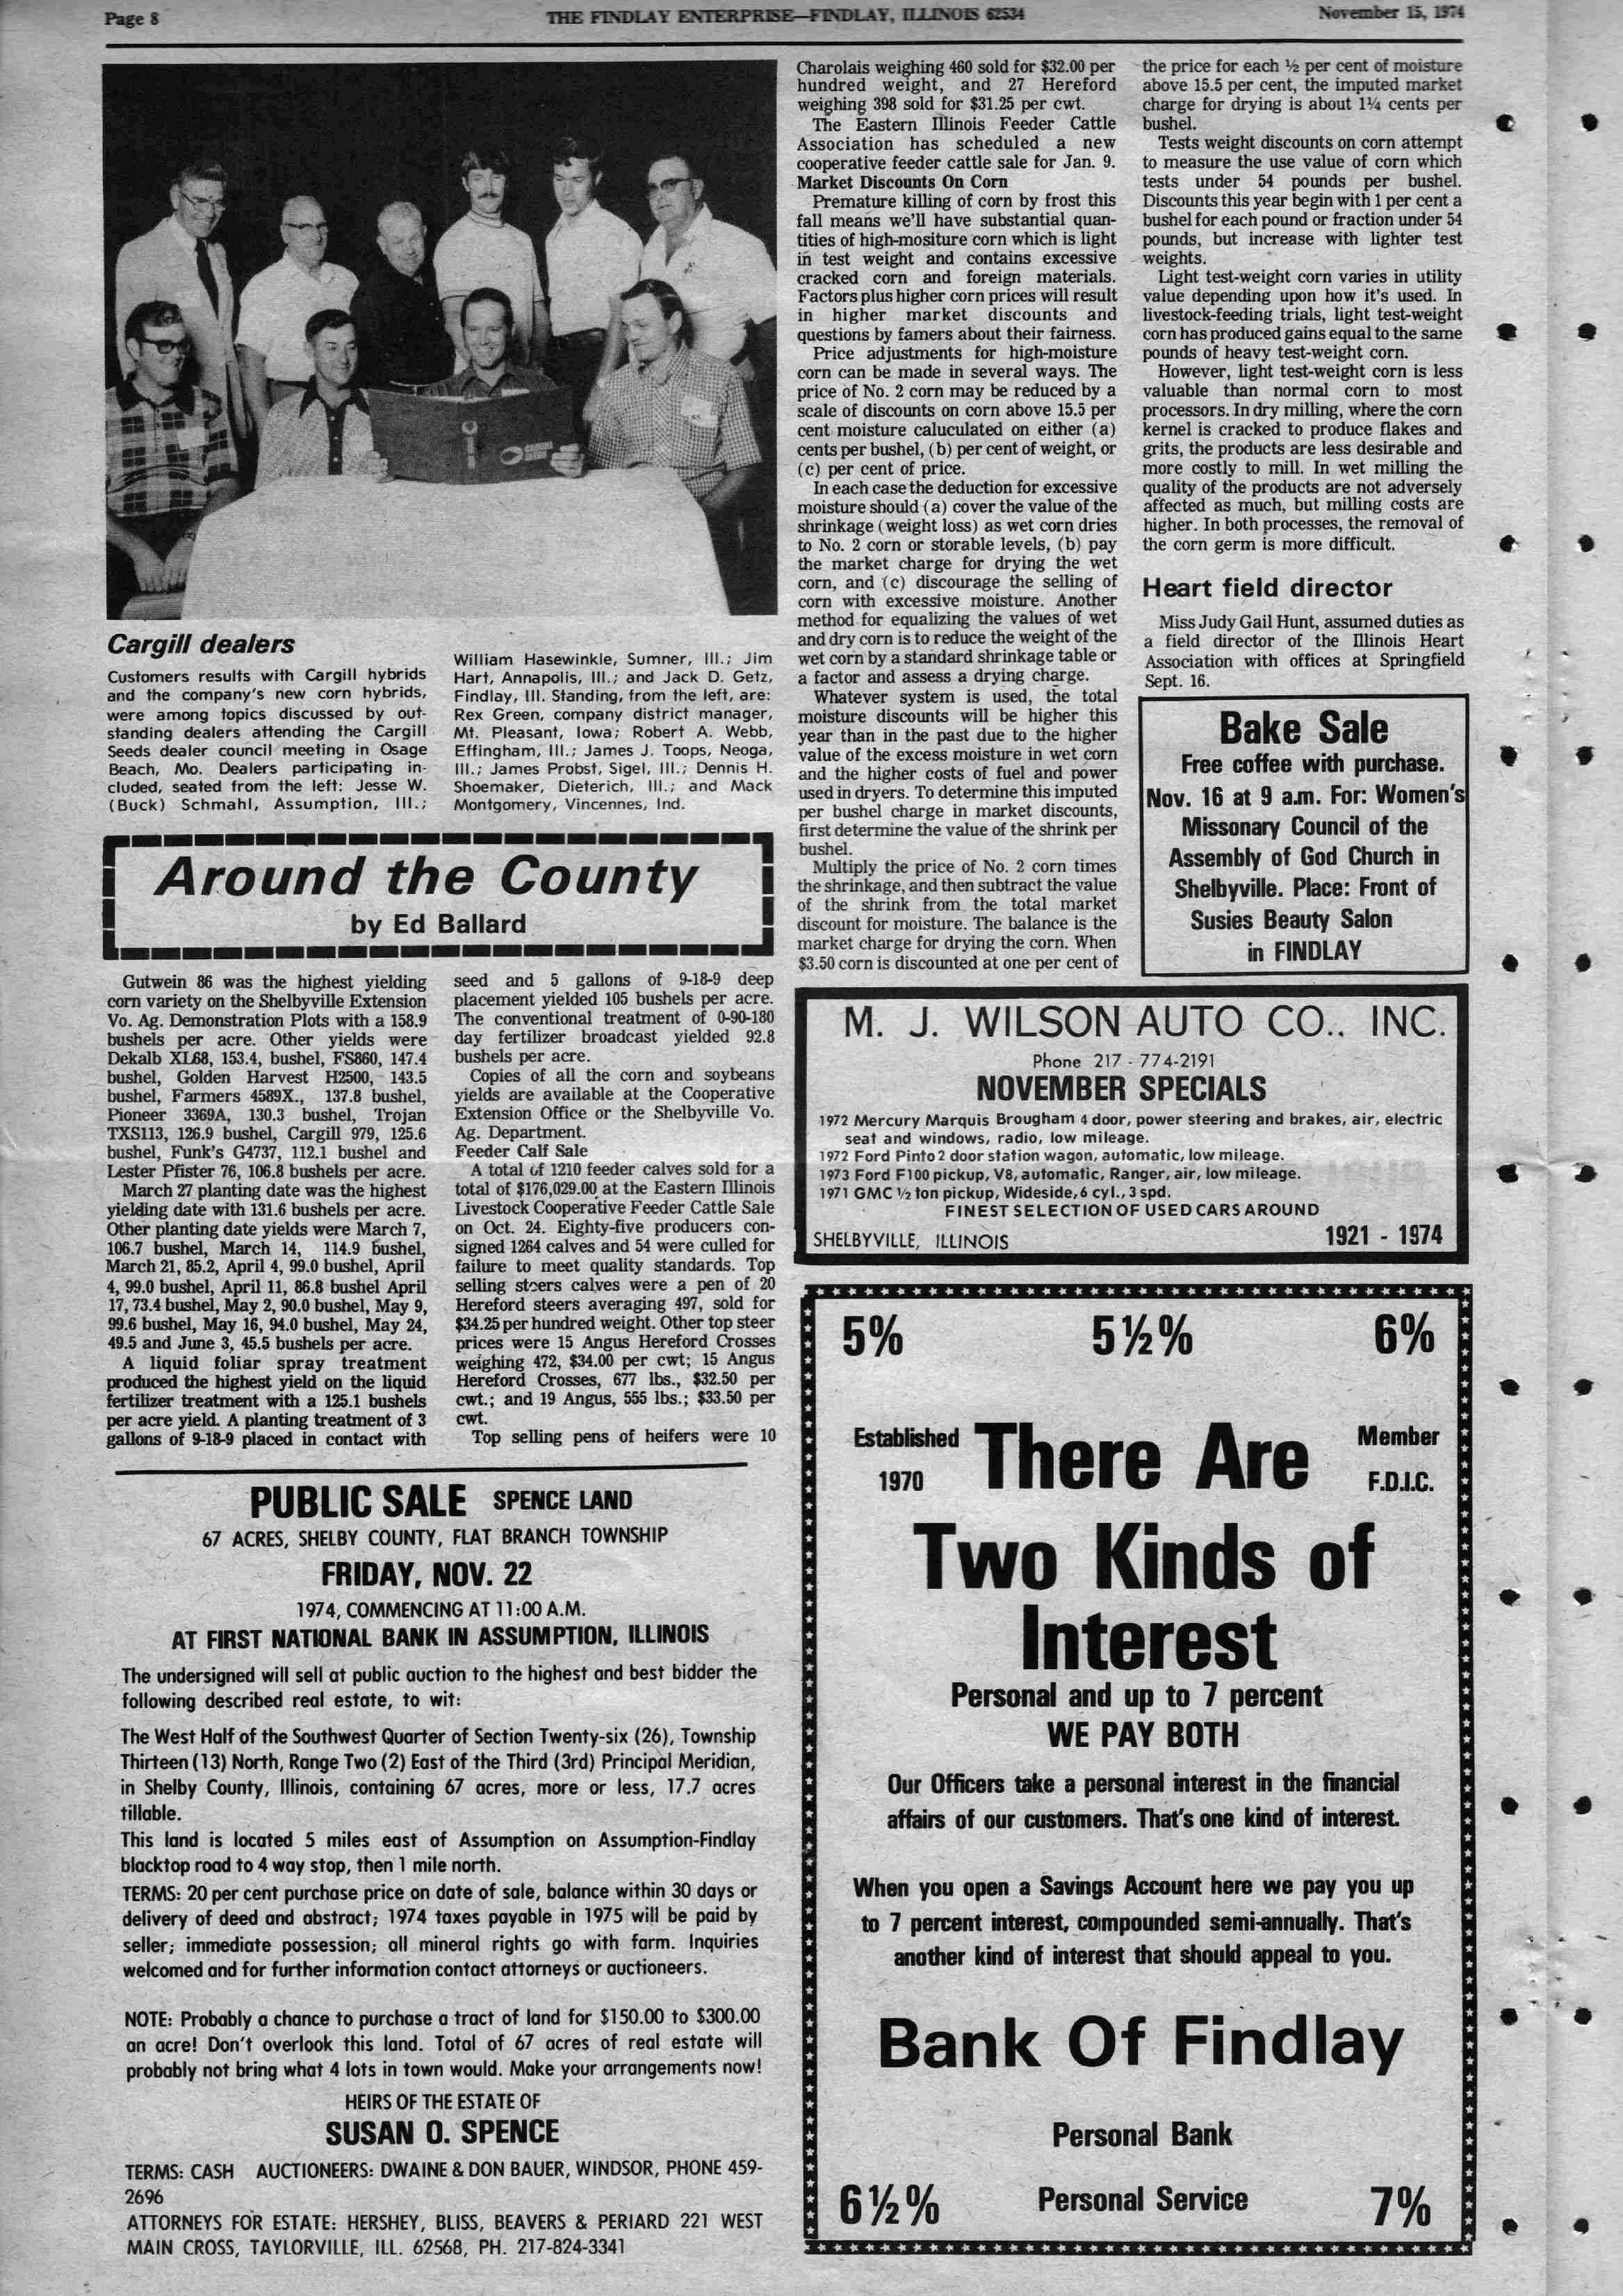 Page 8
THE FINDLAY ENTERPRISE—FINDLAY, ILLINOIS 62534
November 15, 1974
Cargill dealers
Customers results with Cargill hybrids
and the company's new corn hybrids,
were among topics discussed by out-
standing dealers attending the Cargill
Seeds dealer council meeting in Osage
Beach, Mo. Dealers participating in-
cluded, seated from the left: Jesse W.
(Buck) Schmahl, Assumption, Ill.;
William Hasewinkle, Sumner, Ill.; Jim
Hart, Annapolis, Ill.; and Jack D. Getz,
Findlay, Ill. Standing, from the left, are:
Rex Green, company district manager,
Mt. Pleasant, Iowa; Robert A. Webb,
Effingham, Ill.; James J. Toops, Neoga,
Ill.; James Probst, Sigel, Ill.; Dennis H.
Shoemaker, Dieterich, Ill.; and Mack
Montgomery, Vincennes, Ind.
Around the County
by Ed Ballard
Gutwein 86 was the highest yielding
corn variety on the Shelbyville Extension
Vo. Ag. Demonstration Plots with a 158.9
bushels per acre. Other yields were
Dekalb XL68, 153.4, bushel, FS860, 147.4
bushel, Golden Harvest H2500, 143.5
bushel, Farmers 4589X., 137.8 bushel,
Pioneer 3369A, 130.3 bushel, Trojan
TXS113, 126.9 bushel, Cargill 979, 125.6
bushel, Funk's G4737, 112.1 bushel and
Lester Pfister 76, 106.8 bushels per acre.
March 27 planting date was the highest
yielding date with 131.6 bushels per acre.
Other planting date yields were March 7,
106.7 bushel, March 14, 114.9 bushel,
March 21, 85.2, April 4, 99.0 bushel, April
4, 99.0 bushel, April 11, 86.8 bushel April
17, 73.4 bushel, May 2, 90.0 bushel, May 9,
99.6 bushel, May 16, 94.0 bushel, May 24,
49.5 and June 3, 45.5 bushels per acre.
A liquid foliar spray treatment
produced the highest yield on the liquid
fertilizer treatment with a 125.1 bushels
per acre yield. A planting treatment of 3
gallons of 9-18-9 placed in contact with
seed and 5 gallons of 9-18-9 deep
placement yielded 105 bushels per acre.
The conventional treatment of 0-90-180
day fertilizer broadcast yielded 92.8
bushels per acre.
Copies of all the corn and soybeans
yields are available at the Cooperative
Extension Office or the Shelbyville Vo.
Ag. Department.
Feeder Calf Sale
A total of 1210 feeder calves sold for a
total of $176,029.00 at the Eastern Illinois
Livestock Cooperative Feeder Cattle Sale
on Oct. 24. Eighty-five producers con-
signed 1264 calves and 54 were culled for
failure to meet quality standards. Top
selling steers calves were a pen of 20
Hereford steers averaging 497, sold for
$34.25 per hundred weight. Other top steer
prices were 15 Angus Hereford Crosses
weighing 472, $34.00 per cwt; 15 Angus
Hereford Crosses, 677 lbs., $32.50 per
cwt.; and 19 Angus, 555 lbs.; $33.50 per
cwt.
Top selling pens of heifers were 10
Charolais weighing 460 sold for $32.00 per
hundred weight, and 27 Hereford
weighing 398 sold for $31.25 per cwt.
The Eastern Illinois Feeder Cattle
Association has scheduled a new
cooperative feeder cattle sale for Jan. 9.
Market Discounts On Corn
Premature killing of corn by frost this
fall means we'll have substantial quan-
tities of high-mositure corn which is light
in test weight and contains excessive
cracked corn and foreign materials.
Factors plus higher corn prices will result
in higher market discounts and
questions by famers about their fairness.
Price adjustments for high-moisture
corn can be made in several ways. The
price of No. 2 corn may be reduced by a
scale of discounts on corn above 15.5 per
cent moisture caluculated on either (a)
cents per bushel, (b) per cent of weight, or
(c) per cent of price.
In each case the deduction for excessive
moisture should (a) cover the value of the
shrinkage (weight loss) as wet corn dries
to No. 2 corn or storable levels, (b) pay
the market charge for drying the wet
corn, and (c) discourage the selling of
corn with excessive moisture. Another
method for equalizing the values of wet
and dry corn is to reduce the weight of the
wet corn by a standard shrinkage table or
a factor and assess a drying charge.
Whatever system is used, the total
moisture discounts will be higher this
year than in the past due to the higher
value of the excess moisture in wet corn
and the higher costs of fuel and power
used in dryers. To determine this imputed
per bushel charge in market discounts,
first determine the value of the shrink per
bushel.
Multiply the price of No. 2 corn times
the shrinkage, and then subtract the value
of the shrink from the total market
discount for moisture. The balance is the
market charge for drying the corn. When
$3.50 corn is discounted at one per cent of
the price for each ½ per cent of moisture
above 15.5 per cent, the imputed market
charge for drying is about 1¼ cents per
bushel.
Tests weight discounts on corn attempt
to measure the use value of corn which
tests under 54 pounds per bushel.
Discounts this year begin with 1 per cent a
bushel for each pound or fraction under 54
pounds, but increase with lighter test
weights.
Light test-weight corn varies in utility
value depending upon how it's used. In
livestock-feeding trials, light test-weight
corn has produced gains equal to the same
pounds of heavy test-weight corn.
However, light test-weight corn is less
valuable than normal corn to most
processors. In dry milling, where the corn
kernel is cracked to produce flakes and
grits, the products are less desirable and
more costly to mill. In wet milling the
quality of the products are not adversely
affected as much, but milling costs are
higher. In both processes, the removal of
the corn germ is more difficult.
Heart field director
Miss Judy Gail Hunt, assumed duties as
a field director of the Illinois Heart
Association with offices at Springfield
Sept. 16.
Bake Sale
Free coffee with purchase.
Nov. 16 at 9 a.m. For: Women's
Missonary Council of the
Assembly of God Church in
Shelbyville. Place: Front of
Susies Beauty Salon
in FINDLAY
M. J. WILSON AUTO CO., INC.
Phone 217 - 774-2191
NOVEMBER SPECIALS
1972 Mercury Marquis Brougham 4 door, power steering and brakes, air, electric
seat and windows, radio, low mileage.
1972 Ford Pinto 2 door station wagon, automatic, low mileage.
1973 Ford F100 pickup, V8, automatic, Ranger, air, low mileage.
1971 GMC ½ ton pickup, Wideside, 6 cyl., 3 spd.
FINEST SELECTION OF USED CARS AROUND
SHELBYVILLE, ILLINOIS
1921 - 1974
PUBLIC SALE SPENCE LAND
67 ACRES, SHELBY COUNTY, FLAT BRANCH TOWNSHIP
FRIDAY, NOV. 22
1974, COMMENCING AT 11:00 A.M.
AT FIRST NATIONAL BANK IN ASSUMPTION, ILLINOIS
The undersigned will sell at public auction to the highest and best bidder the
following described real estate, to wit:
The West Half of the Southwest Quarter of Section Twenty-six (26), Township
Thirteen (13) North, Range Two (2) East of the Third (3rd) Principal Meridian,
in Shelby County, Illinois, containing 67 acres, more or less, 17.7 acres
tillable.
This land is located 5 miles east of Assumption on Assumption-Findlay
blacktop road to 4 way stop, then 1 mile north.
TERMS: 20 per cent purchase price on date of sale, balance within 30 days or
delivery of deed and abstract; 1974 taxes payable in 1975 will be paid by
seller; immediate possession; all mineral rights go with farm. Inquiries
welcomed and for further information contact attorneys or auctioneers.
NOTE: Probably a chance to purchase a tract of land for $150.00 to $300.00
an acre! Don't overlook this land. Total of 67 acres of real estate will
probably not bring what 4 lots in town would. Make your arrangements now!
HEIRS OF THE ESTATE OF
SUSAN O. SPENCE
TERMS: CASH AUCTIONEERS: DWAINE & DON BAUER, WINDSOR, PHONE 459-
2696
ATTORNEYS FOR ESTATE: HERSHEY, BLISS, BEAVERS & PERIARD 221 WEST
MAIN CROSS, TAYLORVILLE, ILL. 62568, PH. 217-824-3341
5% 5½% 6%
Established
1970
There Are
Member
F.D.I.C.
Two Kinds of
Interest
Personal and up to 7 percent
WE PAY BOTH
Our Officers take a personal interest in the financial
affairs of our customers. That's one kind of interest.
When you open a Savings Account here we pay you up
to 7 percent interest, compounded semi-annually. That's
another kind of interest that should appeal to you.
Bank Of Findlay
Personal Bank
6½% Personal Service 7%